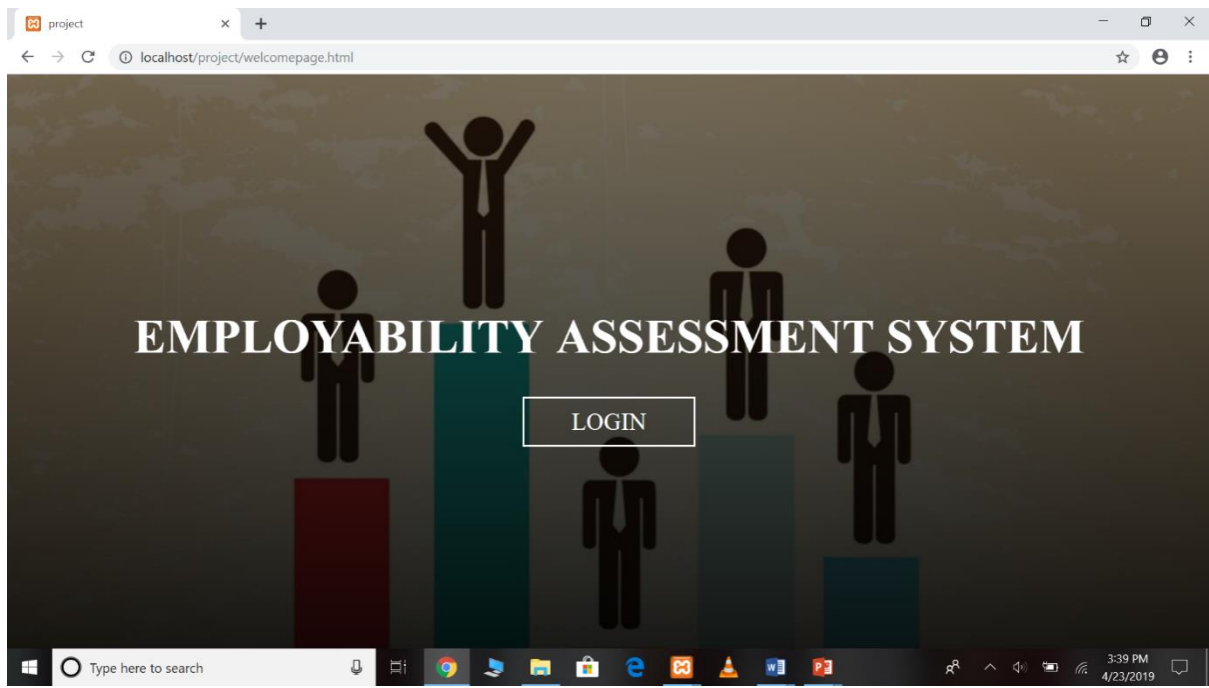 project
localhost/project/welcomepage.html
EMPLOYABILITY ASSESSMENT SYSTEM
LOGIN
Type here to search
3:39 PM
4/23/2019